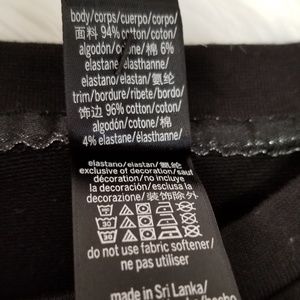 body/corps/cuerpo/corpo/
面料 94% cotton/coton/
algodón/cotone/棉 6%
elastane/elasthanne/
elastano/elastan/氨纶
trim/bordure/ribete/bordo/
饰边 96% cotton/coton/
algodón/cotone/棉
4% elastane/élasthanne/
elastano/elastan/氨纶
exclusive of decoration/sauf
décoration/no incluye
la decoración/esclusa la
decorazione/装饰除外
do not use fabric softener/
ne pas utiliser
made in Sri Lanka/